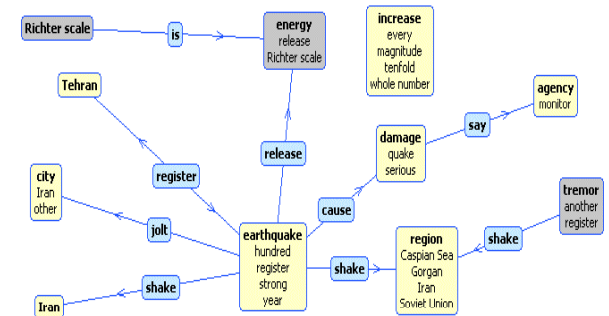 Richter scale
is
energy
release
Richter scale
increase
every
magnitude
tenfold
whole number
Tehran
agency
monitor
say
damage
quake
serious
release
register
city
Iran
other
cause
tremor
another
register
jolt
earthquake
hundred
register
strong
year
region
Caspian Sea
Gorgan
Iran
Soviet Union
shake
shake
shake
Iran